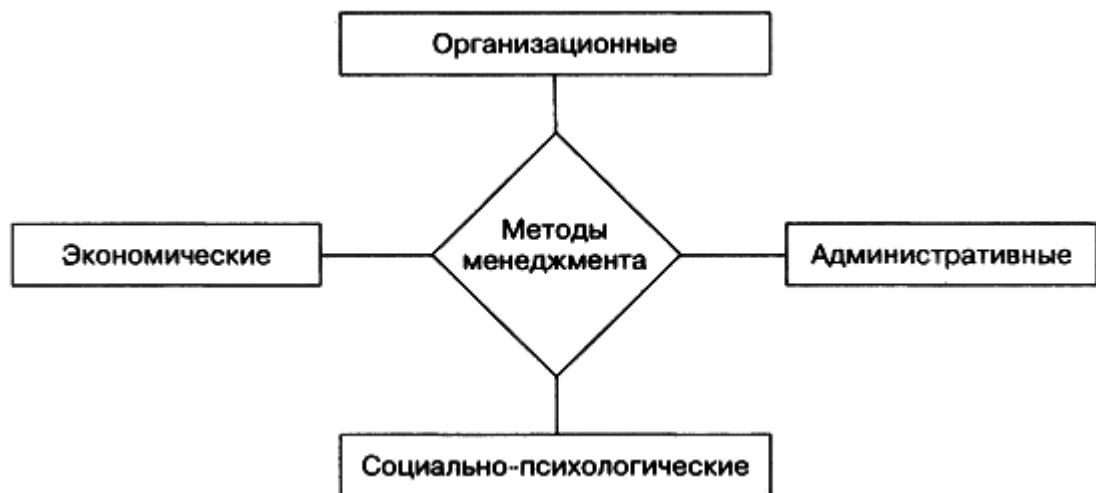 Организационные
Методы
менеджмента
Экономические
Административные
Социально-психологические